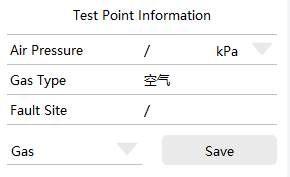 Test Point Information
Air Pressure / kPa
Gas Type 空气
Fault Site /
Gas Save